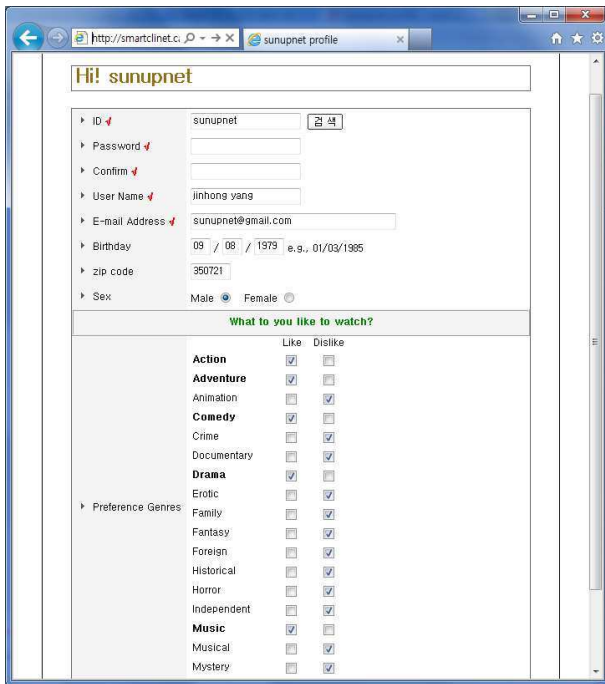 http://smartclinet.c
sunupnet profile
Hi! sunupnet
ID sunupnet 검 색
Password
Confirm
User Name jinhong yang
E-mail Address sunupnet@gmail.com
Birthday 09 / 08 / 1979 e.g., 01/03/1985
zip code 350721
Sex Male Female
What to you like to watch?
Like Dislike
Action
Adventure
Animation
Comedy
Crime
Documentary
Drama
Erotic
Preference Genres
Family
Fantasy
Foreign
Historical
Horror
Independent
Music
Musical
Mystery